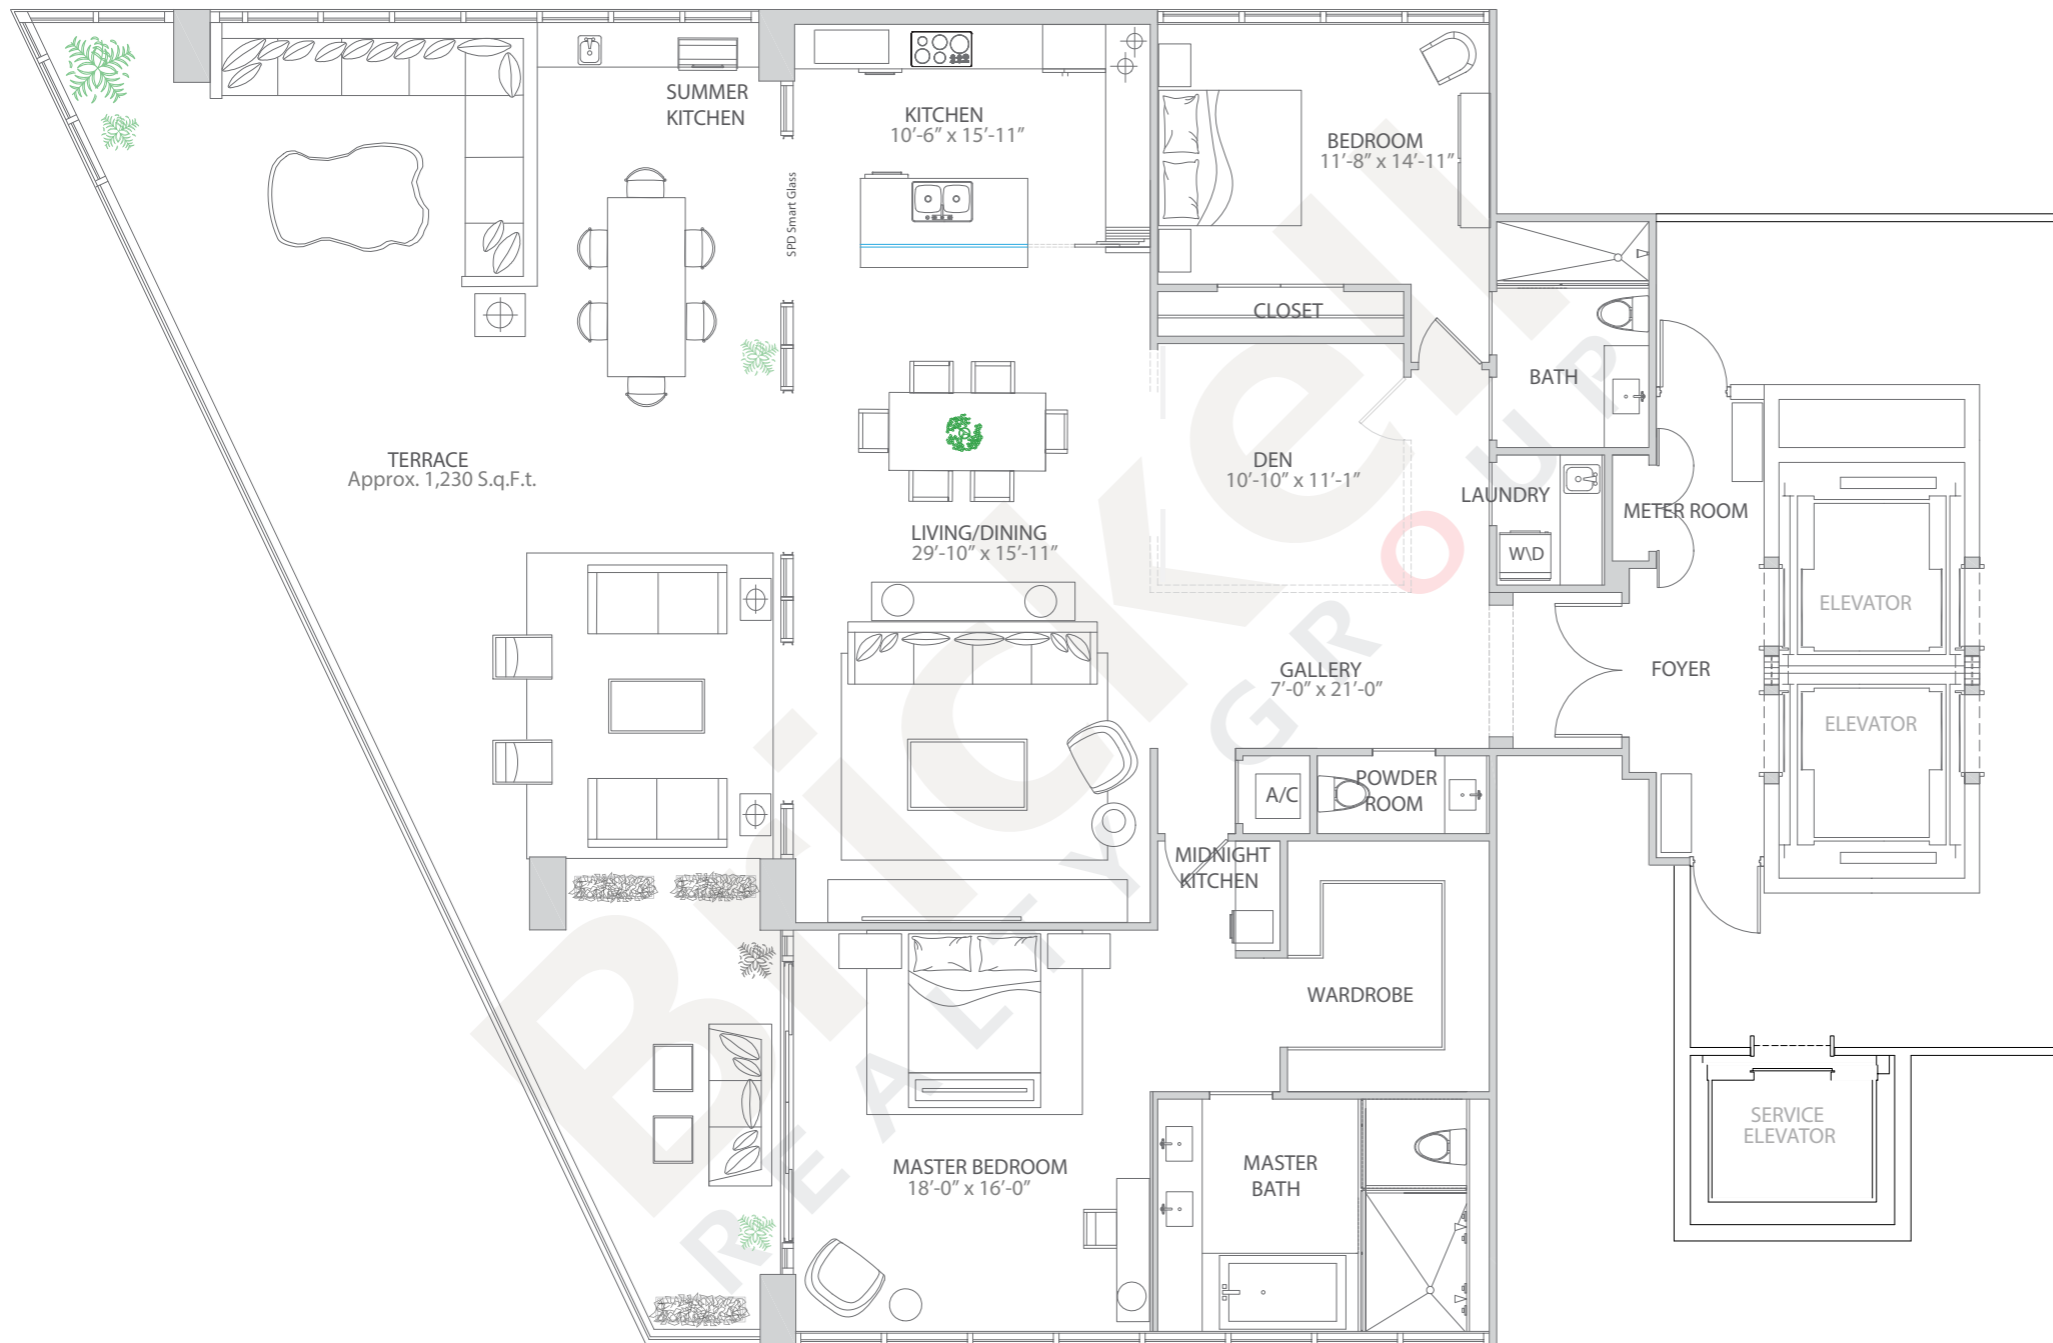 SUMMER
KITCHEN
KITCHEN
10'-6" x 15'-11"
BEDROOM
11'-8" x 14'-11"
SPD Smart Glass
CLOSET
BATH
TERRACE
Approx. 1,230 S.q.F.t.
DEN
10'-10" x 11'-1"
LAUNDRY
METER ROOM
LIVING/DINING
29'-10" x 15'-11"
W\D
ELEVATOR
GALLERY
7'-0" x 21'-0"
FOYER
ELEVATOR
A/C
POWDER
ROOM
MIDNIGHT
KITCHEN
WARDROBE
SERVICE
ELEVATOR
MASTER BEDROOM
18'-0" x 16'-0"
MASTER
BATH
Brickell
REALTY GROUP